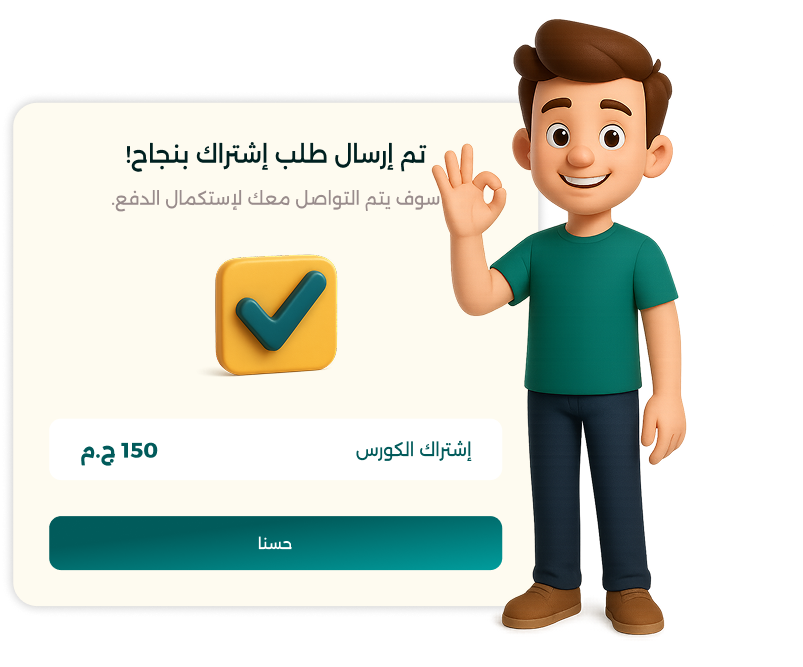 تم إرسال طلب إشتراك بنجاح!
سوف يتم التواصل معك لإستكمال الدفع.
إشتراك الكورس
150 ج.م
حسنا